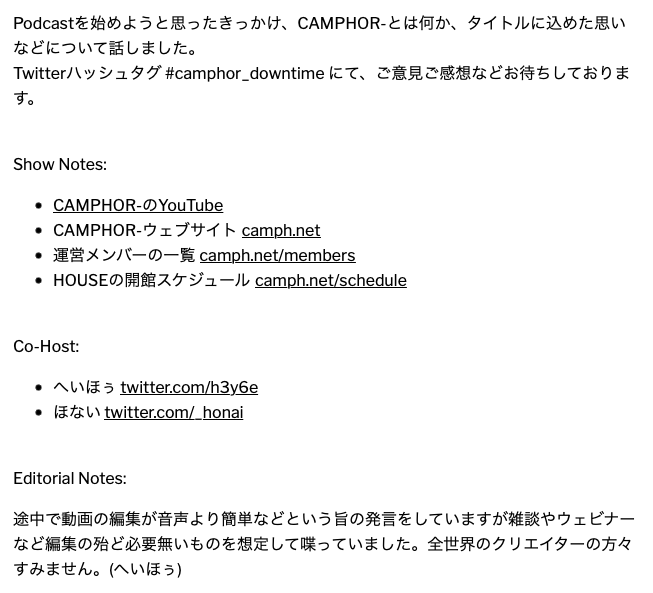 Podcastを始めようと思ったきっかけ、CAMPHOR-とは何か、タイトルに込めた思い
などについて話しました。
Twitterハッシュタグ #camphor_downtime にて、ご意見ご感想などお待ちしておりま
す。
Show Notes:
CAMPHOR-のYouTube
CAMPHOR-ウェブサイト camph.net
運営メンバーの一覧 camph.net/members
HOUSEの開館スケジュール camph.net/schedule
Co-Host:
へいほぅ twitter.com/h3y6e
ほない twitter.com/_honai
Editorial Notes:
途中で動画の編集が音声より簡単などという旨の発言をしていますが雑談やウェビナー
など編集の殆ど必要無いものを想定して喋っていました。全世界のクリエイターの方々
すみません。(へいほぅ)